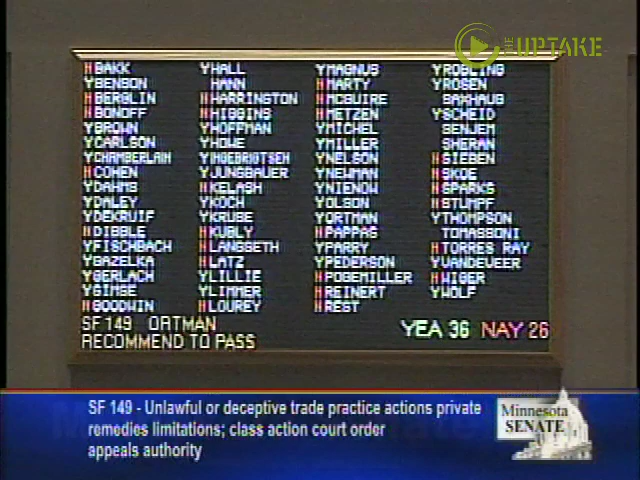 THE UPTAKE
N BAKK
Y BENSON
N BERGLIN
N BONOFF
Y BROWN
Y CARLSON
Y CHAMBERLAIN
N COHEN
Y DAHMS
Y DALEY
Y DEKRUIF
N DIBBLE
Y FISCHBACH
Y GAZELKA
Y GERLACH
Y GIMSE
N GOODWIN
Y HALL
HANN
N HARRINGTON
N HIGGINS
Y HOFFMAN
Y HOWE
Y INGEBRIGTSEN
Y JUNGBAUER
N KELASH
Y KOCH
Y KRUSE
N KUBLY
N LANGSETH
N LATZ
Y LILLIE
Y LIMMER
N LOUREY
Y MAGNUS
N MARTY
N MCGUIRE
N METZEN
Y MICHEL
Y MILLER
Y NELSON
Y NEWMAN
Y NIENOW
Y OLSON
Y ORTMAN
N PAPPAS
Y PARRY
Y PEDERSON
N POGEMILLER
N REINERT
N REST
Y ROBLING
Y ROSEN
SAXHAUG
Y SCHEID
SENJEM
SHERAN
N SIEBEN
N SKOE
N SPARKS
N STUMPF
Y THOMPSON
TOMASSONI
N TORRES RAY
Y VANDEVEER
N WIGER
Y WOLF
SF 149 ORTMAN
RECOMMEND TO PASS
YEA 36 NAY 26
SF 149 - Unlawful or deceptive trade practice actions private
remedies limitations; class action court order
appeals authority
Minnesota
SENATE